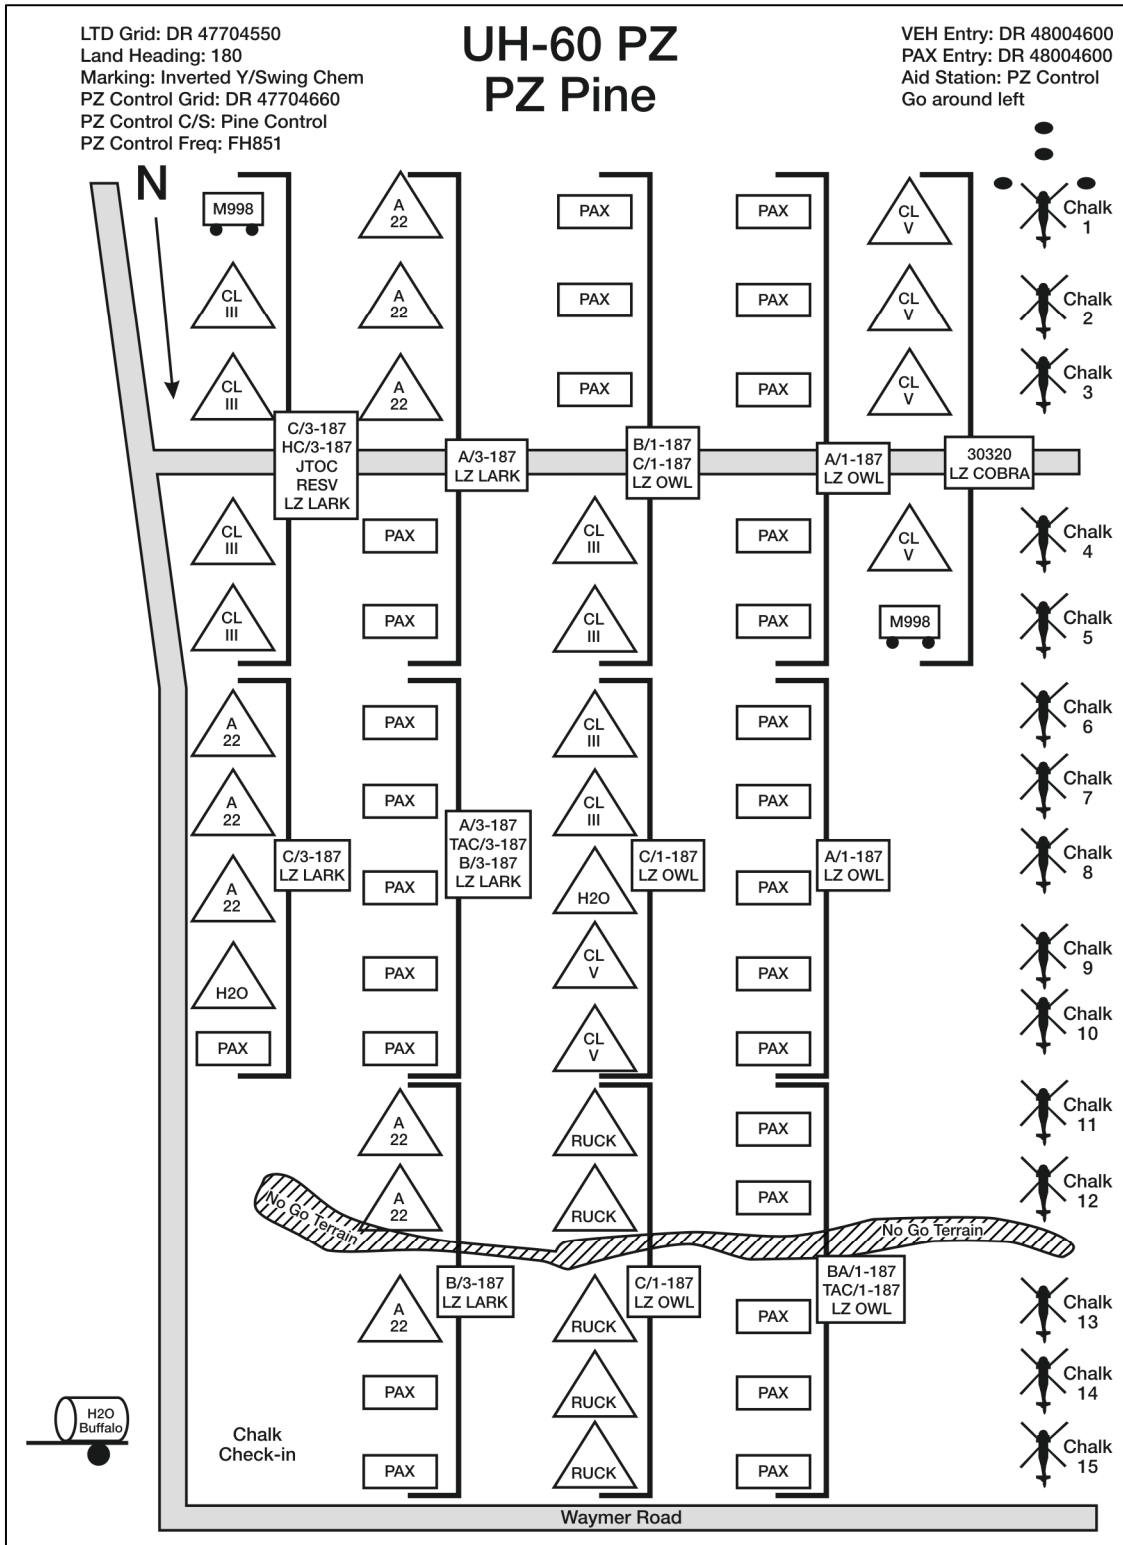 LTD Grid: DR 47704550
Land Heading: 180
Marking: Inverted Y/Swing Chem
PZ Control Grid: DR 47704660
PZ Control C/S: Pine Control
PZ Control Freq: FH851
UH-60 PZ
PZ Pine
VEH Entry: DR 48004600
PAX Entry: DR 48004600
Aid Station: PZ Control
Go around left
N
M998
A
22
PAX
PAX
CL
V
Chalk
1
CL
III
A
22
PAX
PAX
CL
V
Chalk
2
CL
III
A
22
PAX
PAX
CL
V
Chalk
3
C/3-187
HC/3-187
JTOC
RESV
LZ LARK
A/3-187
LZ LARK
B/1-187
C/1-187
LZ OWL
A/1-187
LZ OWL
30320
LZ COBRA
CL
III
PAX
CL
III
PAX
CL
V
Chalk
4
CL
III
PAX
CL
III
PAX
M998
Chalk
5
A
22
PAX
CL
III
PAX
Chalk
6
A
22
PAX
CL
III
PAX
Chalk
7
C/3-187
LZ LARK
A/3-187
TAC/3-187
B/3-187
LZ LARK
C/1-187
LZ OWL
A/1-187
LZ OWL
A
22
PAX
H2O
PAX
Chalk
8
H2O
PAX
CL
V
PAX
Chalk
9
PAX
PAX
CL
V
PAX
Chalk
10
A
22
RUCK
PAX
Chalk
11
A
22
RUCK
PAX
Chalk
12
No Go Terrain
No Go Terrain
B/3-187
LZ LARK
C/1-187
LZ OWL
BA/1-187
TAC/1-187
LZ OWL
A
22
RUCK
PAX
Chalk
13
PAX
RUCK
PAX
Chalk
14
H2O
Buffalo
Chalk
Check-in
PAX
RUCK
PAX
Chalk
15
Waymer Road